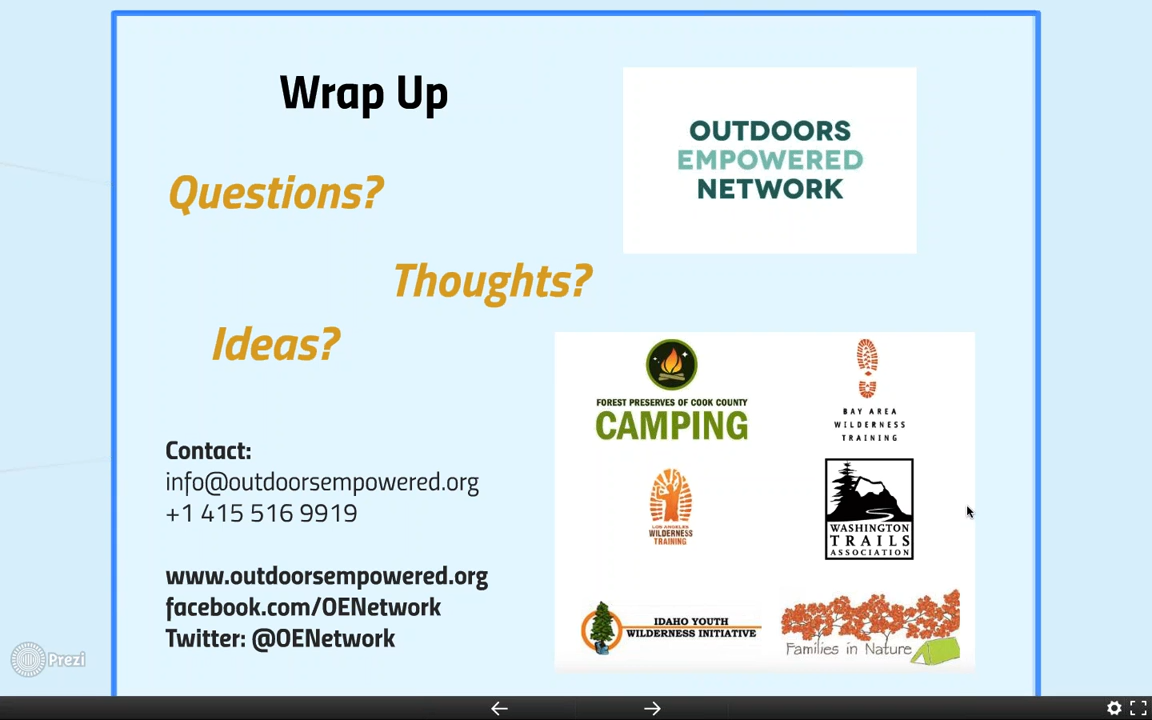 Wrap Up
OUTDOORS
EMPOWERED
NETWORK
Questions?
Thoughts?
Ideas?
FOREST PRESERVES OF COOK COUNTY
CAMPING
BAY AREA
WILDERNESS
TRAINING
LOS ANGELES
WILDERNESS
TRAINING
WASHINGTON
TRAILS
ASSOCIATION
IDAHO YOUTH
WILDERNESS INITIATIVE
Families in Nature
Contact:
info@outdoorsempowered.org
+1 415 516 9919
www.outdoorsempowered.org
facebook.com/OENetwork
Twitter: @OENetwork
Prezi